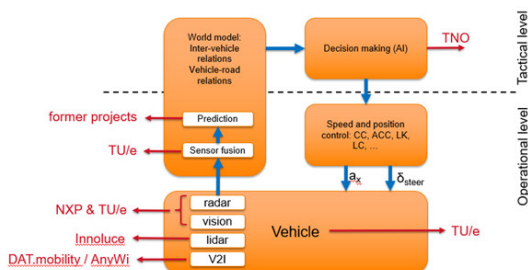 World model:
Inter-vehicle
relations
Vehicle-road
relations
Decision making (AI)
TNO
Tactical level
former projects
Prediction
TU/e
Sensor fusion
Speed and position
control: CC, ACC, LK,
LC, ...
Operational level
ax
δsteer
NXP & TU/e
radar
vision
Innoluce
lidar
DAT.mobility / AnyWi
V2I
Vehicle
TU/e